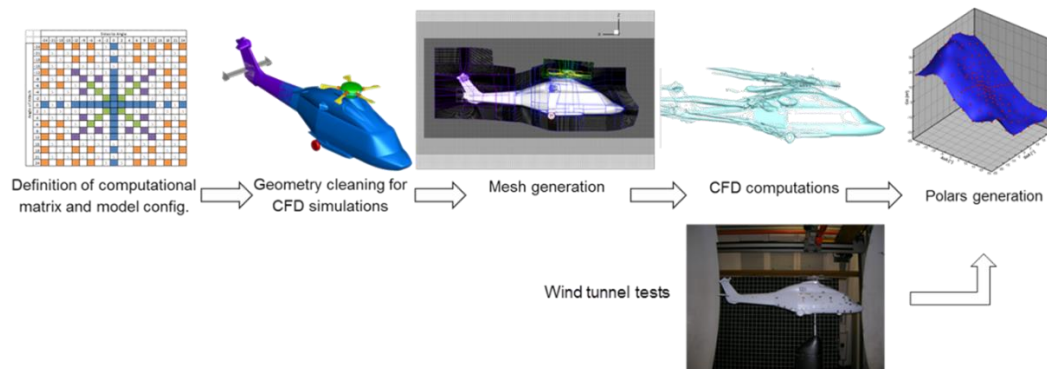 Definition of computational
matrix and model config.
Geometry cleaning for
CFD simulations
Mesh generation
CFD computations
Polars generation
Wind tunnel tests